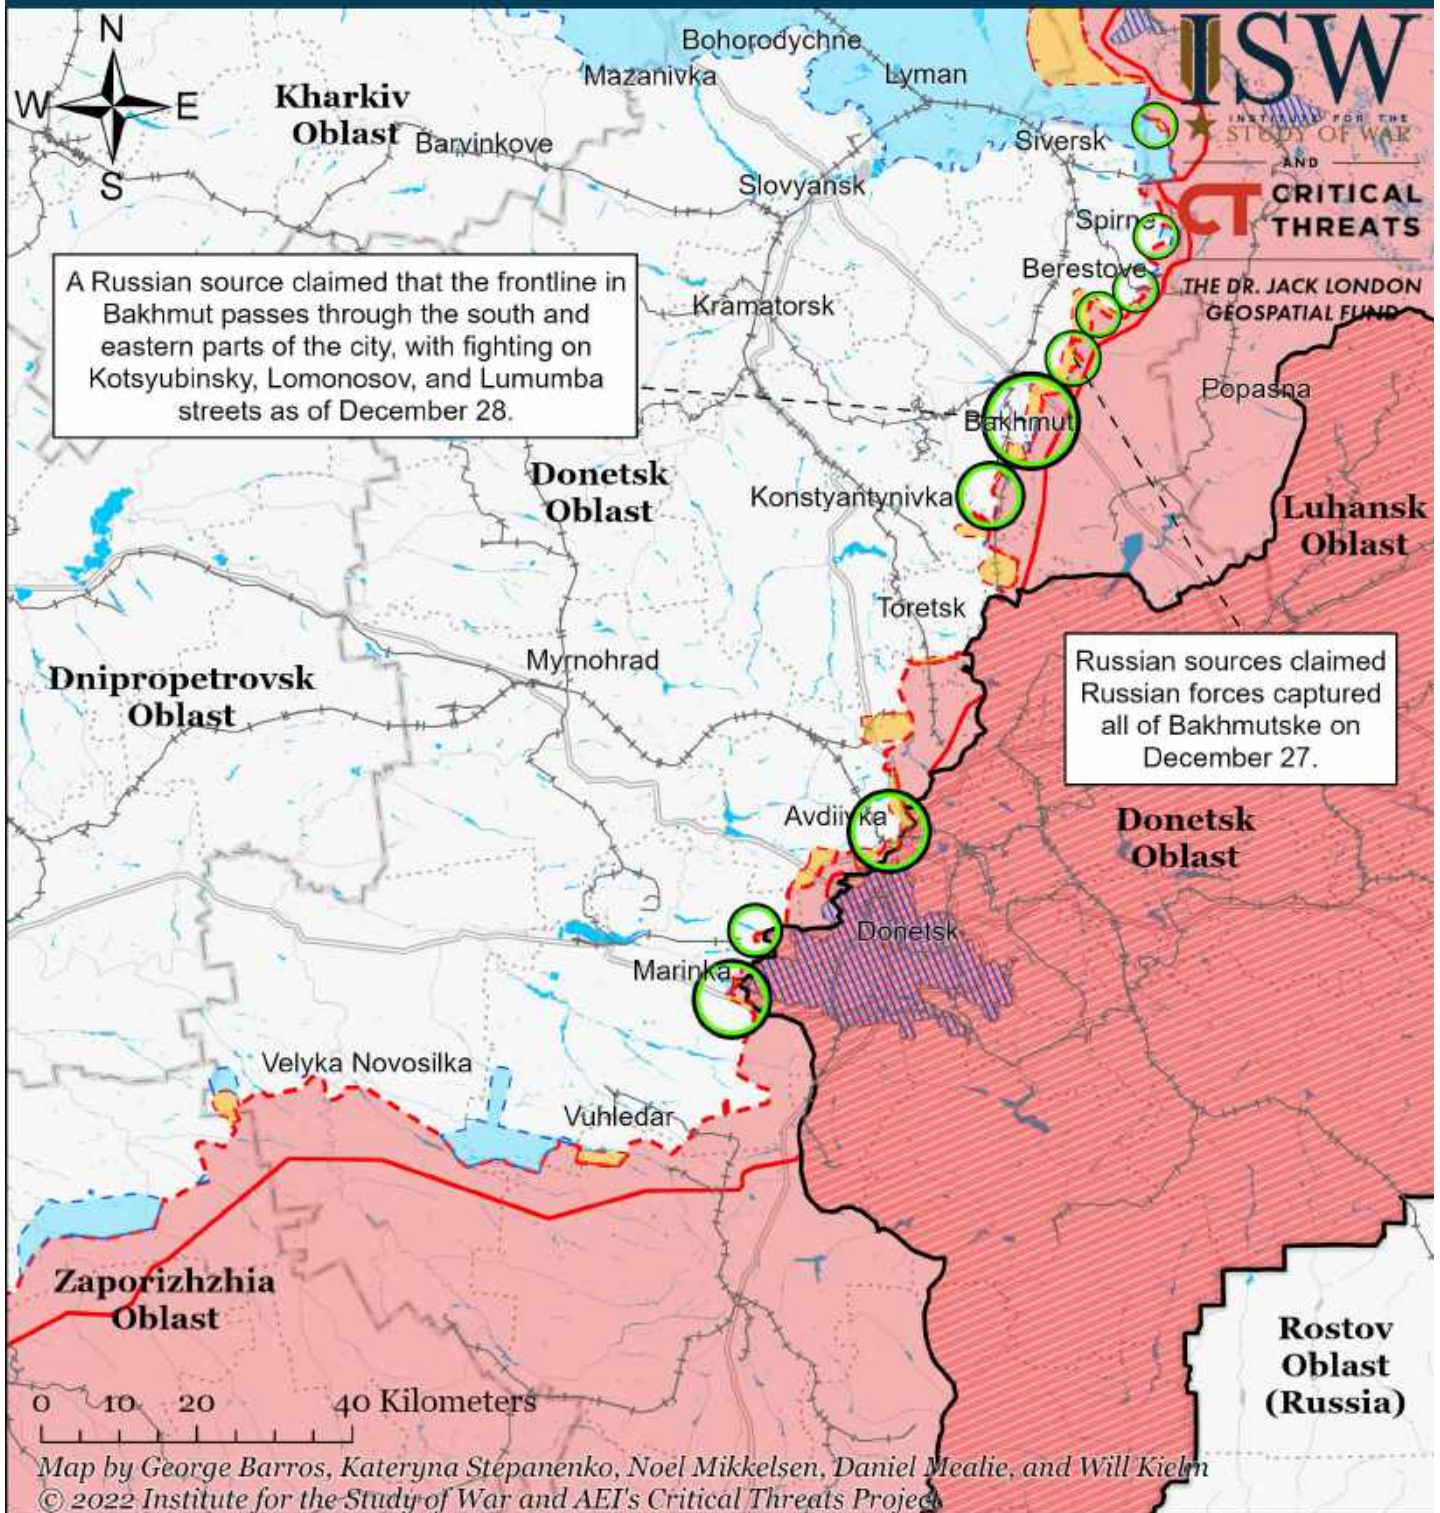 N
W
E
S
Kharkiv
Oblast
Bohorodychne
Mazanivka
Lyman
Barvinkove
Siversk
Slovyansk
Spirne
Berestove
Kramatorsk
ISW
INSTITUTE FOR THE
STUDY OF WAR
AND
CT CRITICAL
THREATS
THE DR. JACK LONDON
GEOSPATIAL FUND
A Russian source claimed that the frontline in
Bakhmut passes through the south and
eastern parts of the city, with fighting on
Kotsyubinsky, Lomonosov, and Lumumba
streets as of December 28.
Popasna
Bakhmut
Donetsk
Oblast
Konstyantynivka
Luhansk
Oblast
Toretsk
Myrnohrad
Dnipropetrovsk
Oblast
Russian sources claimed
Russian forces captured
all of Bakhmutske on
December 27.
Avdiivka
Donetsk
Oblast
Donetsk
Marinka
Velyka Novosilka
Vuhledar
Zaporizhzhia
Oblast
Rostov
Oblast
(Russia)
0 10 20 40 Kilometers
Map by George Barros, Kateryna Stepanenko, Noel Mikkelsen, Daniel Mealie, and Will Kielm
© 2022 Institute for the Study of War and AEI's Critical Threats Project